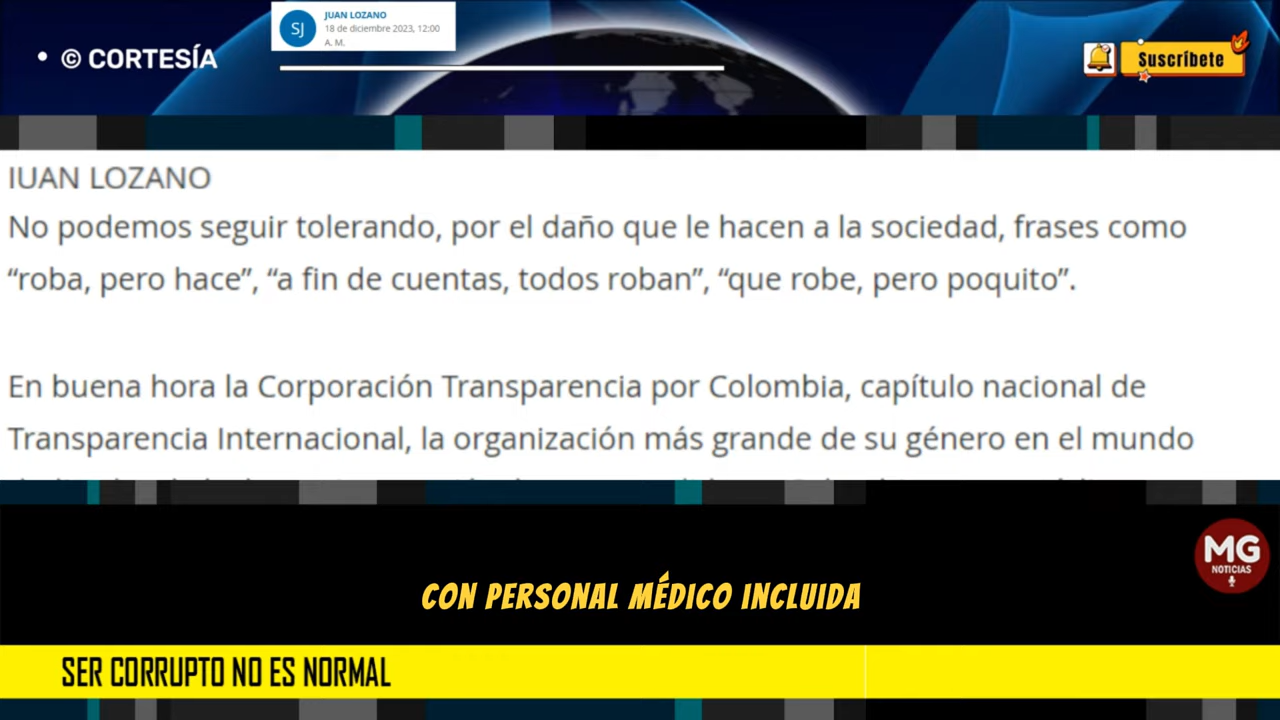 JUAN LOZANO
SJ
18 de diciembre 2023, 12:00
A. M.
• © CORTESÍA
Suscríbete
IUAN LOZANO
No podemos seguir tolerando, por el daño que le hacen a la sociedad, frases como
“roba, pero hace”, “a fin de cuentas, todos roban”, “que robe, pero poquito”.
En buena hora la Corporación Transparencia por Colombia, capítulo nacional de
Transparencia Internacional, la organización más grande de su género en el mundo
MG
NOTICIAS
CON PERSONAL MÉDICO INCLUIDA
SER CORRUPTO NO ES NORMAL